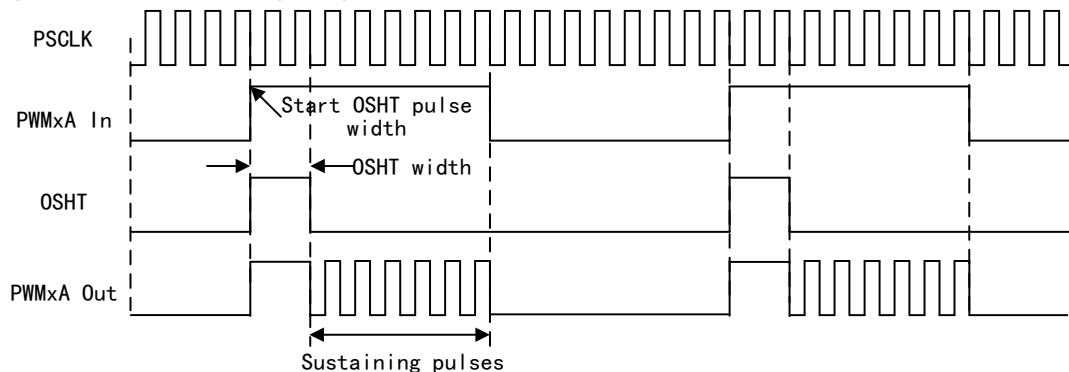 PSCLK
PWMxA In
Start OSHT pulse
width
OSHT width
OSHT
PWMxA Out
Sustaining pulses